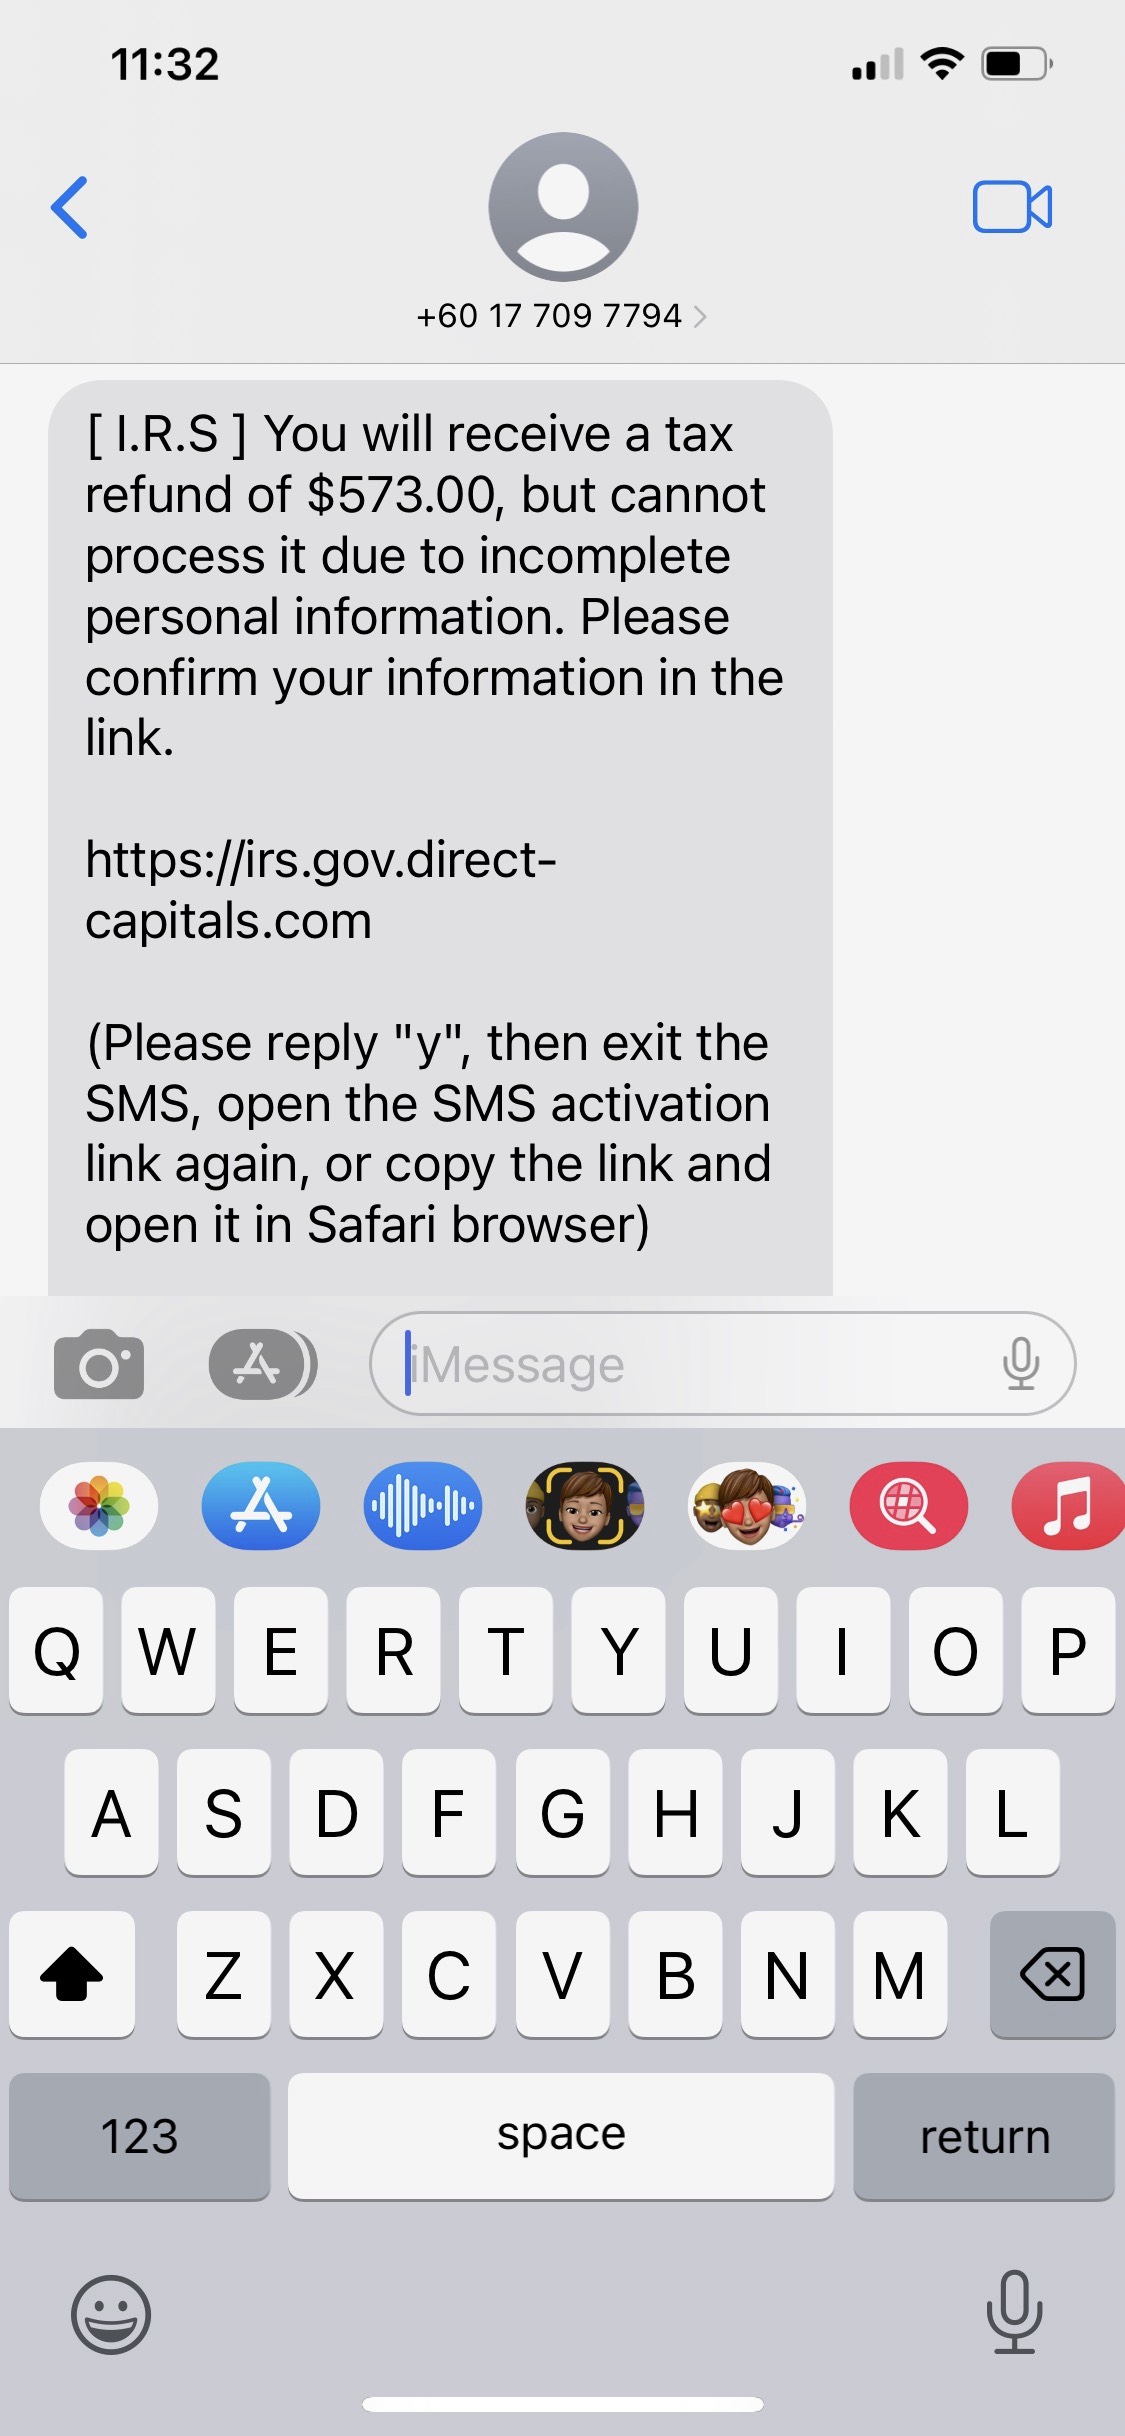 11:32
+60 17 709 7794
[ I.R.S ] You will receive a tax
refund of $573.00, but cannot
process it due to incomplete
personal information. Please
confirm your information in the
link.
https://irs.gov.direct-
capitals.com
(Please reply "y", then exit the
SMS, open the SMS activation
link again, or copy the link and
open it in Safari browser)
iMessage
Q W E R T Y U I O P
A S D F G H J K L
Z X C V B N M
123 space return